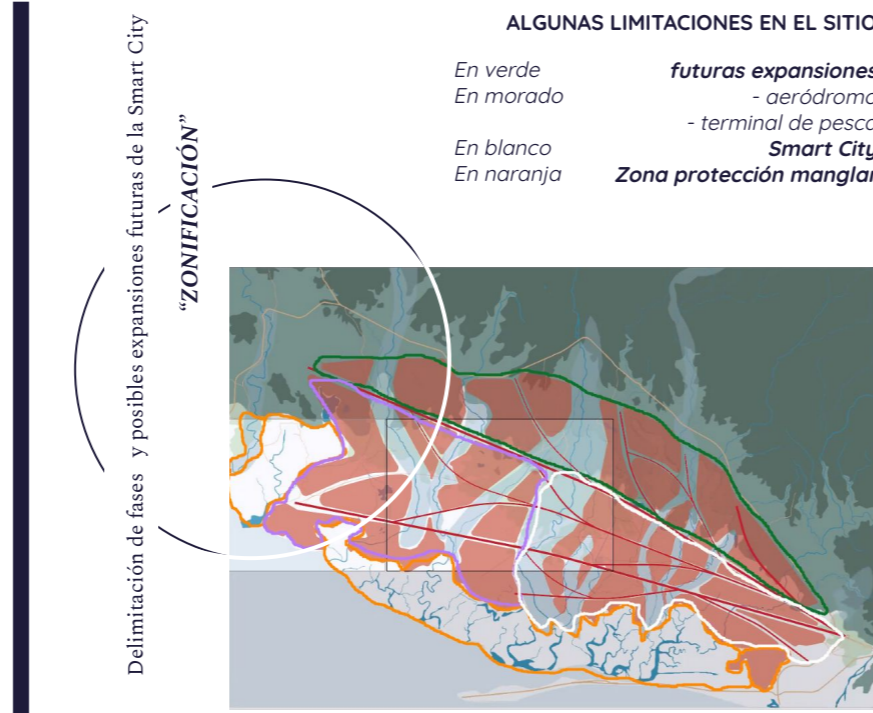 ALGUNAS LIMITACIONES EN EL SITIO
En verde futuras expansiones
En morado - aeródromo
- terminal de pesca
En blanco Smart City
En naranja Zona protección manglar
Delimitación de fases y posibles expansiones futuras de la Smart City
“ZONIFICACIÓN”